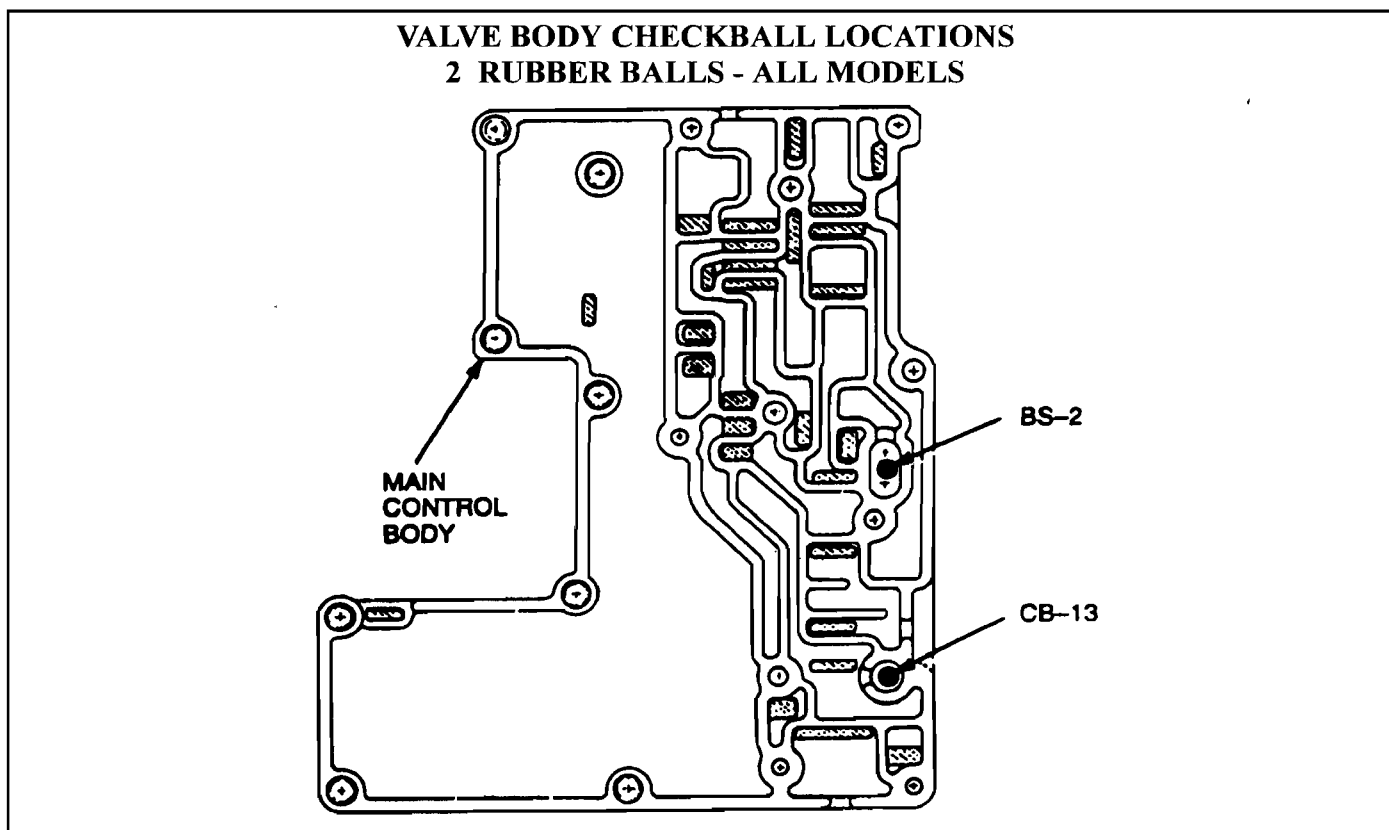 VALVE BODY CHECKBALL LOCATIONS
2 RUBBER BALLS - ALL MODELS
BS–2
MAIN
CONTROL
BODY
CB–13